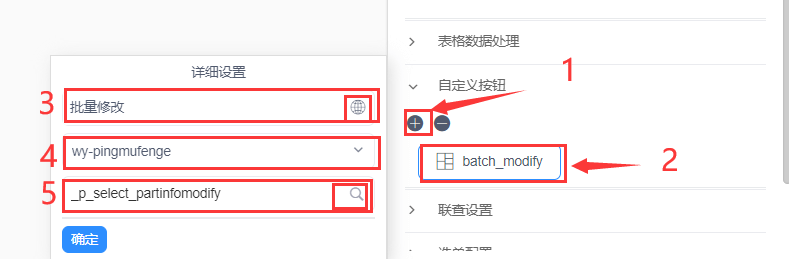 详细设置
3
批量修改
4
wy-pingmufenge
5
_p_select_partinfomodify
确定
表格数据处理
1
自定义按钮
batch_modify
2
联查设置